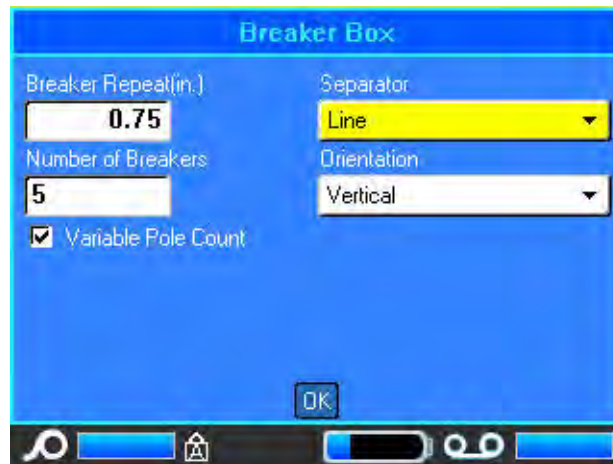 Breaker Box
Breaker Repeat(in.) Separator
0.75 Line
Number of Breakers Orientation
5 Vertical
Variable Pole Count
OK
A